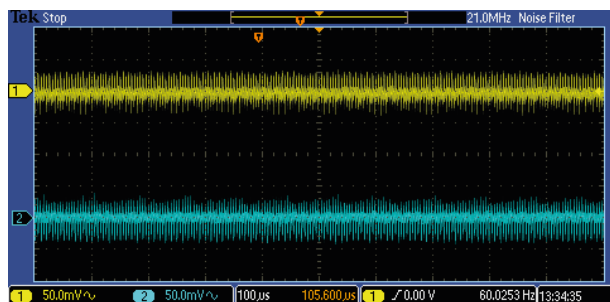 Tek Stop 21.0MHz Noise Filter
T
T
1
2
1 50.0mV∿ 2 50.0mV∿ 100µs 105.600µs 1 ƒ 0.00 V 60.0253 Hz 13:34:35